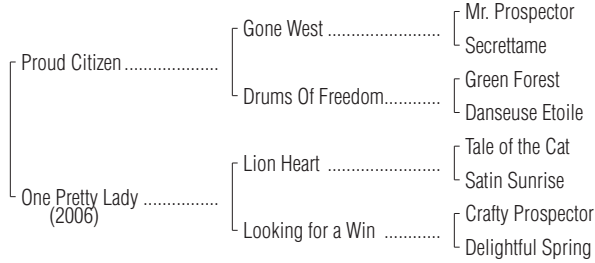 Mr. Prospector
Gone West ......................
Secrettame
Proud Citizen ...................
Green Forest
Drums Of Freedom...........
Danseuse Etoile
Tale of the Cat
Lion Heart ......................
Satin Sunrise
One Pretty Lady ...............
(2006)
Crafty Prospector
Looking for a Win ...........
Delightful Spring